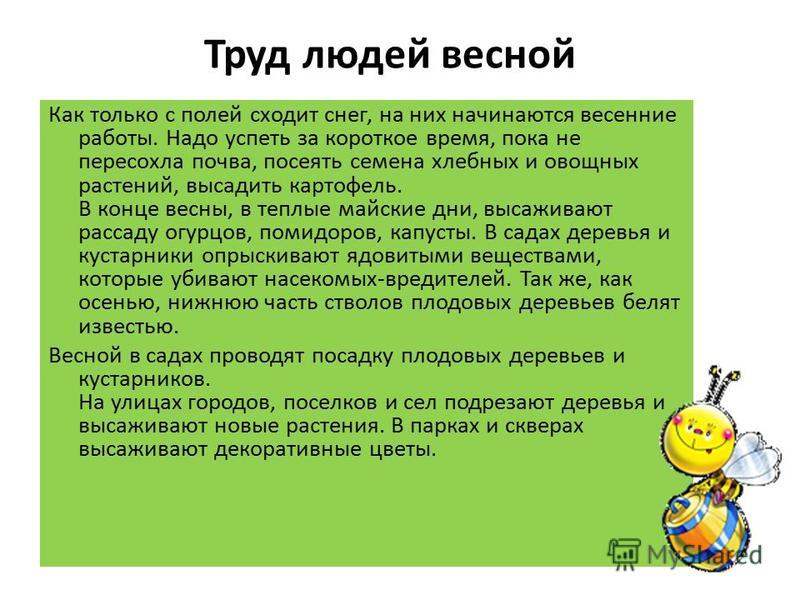 Труд людей весной
Как только с полей сходит снег, на них начинаются весенние
работы. Надо успеть за короткое время, пока не
пересохла почва, посеять семена хлебных и овощных
растений, высадить картофель.
В конце весны, в теплые майские дни, высаживают
рассаду огурцов, помидоров, капусты. В садах деревья и
кустарники опрыскивают ядовитыми веществами,
которые убивают насекомых-вредителей. Так же, как
осенью, нижнюю часть стволов плодовых деревьев белят
известью.
Весной в садах проводят посадку плодовых деревьев и
кустарников.
На улицах городов, поселков и сел подрезают деревья и
высаживают новые растения. В парках и скверах
высаживают декоративные цветы.
MyShared